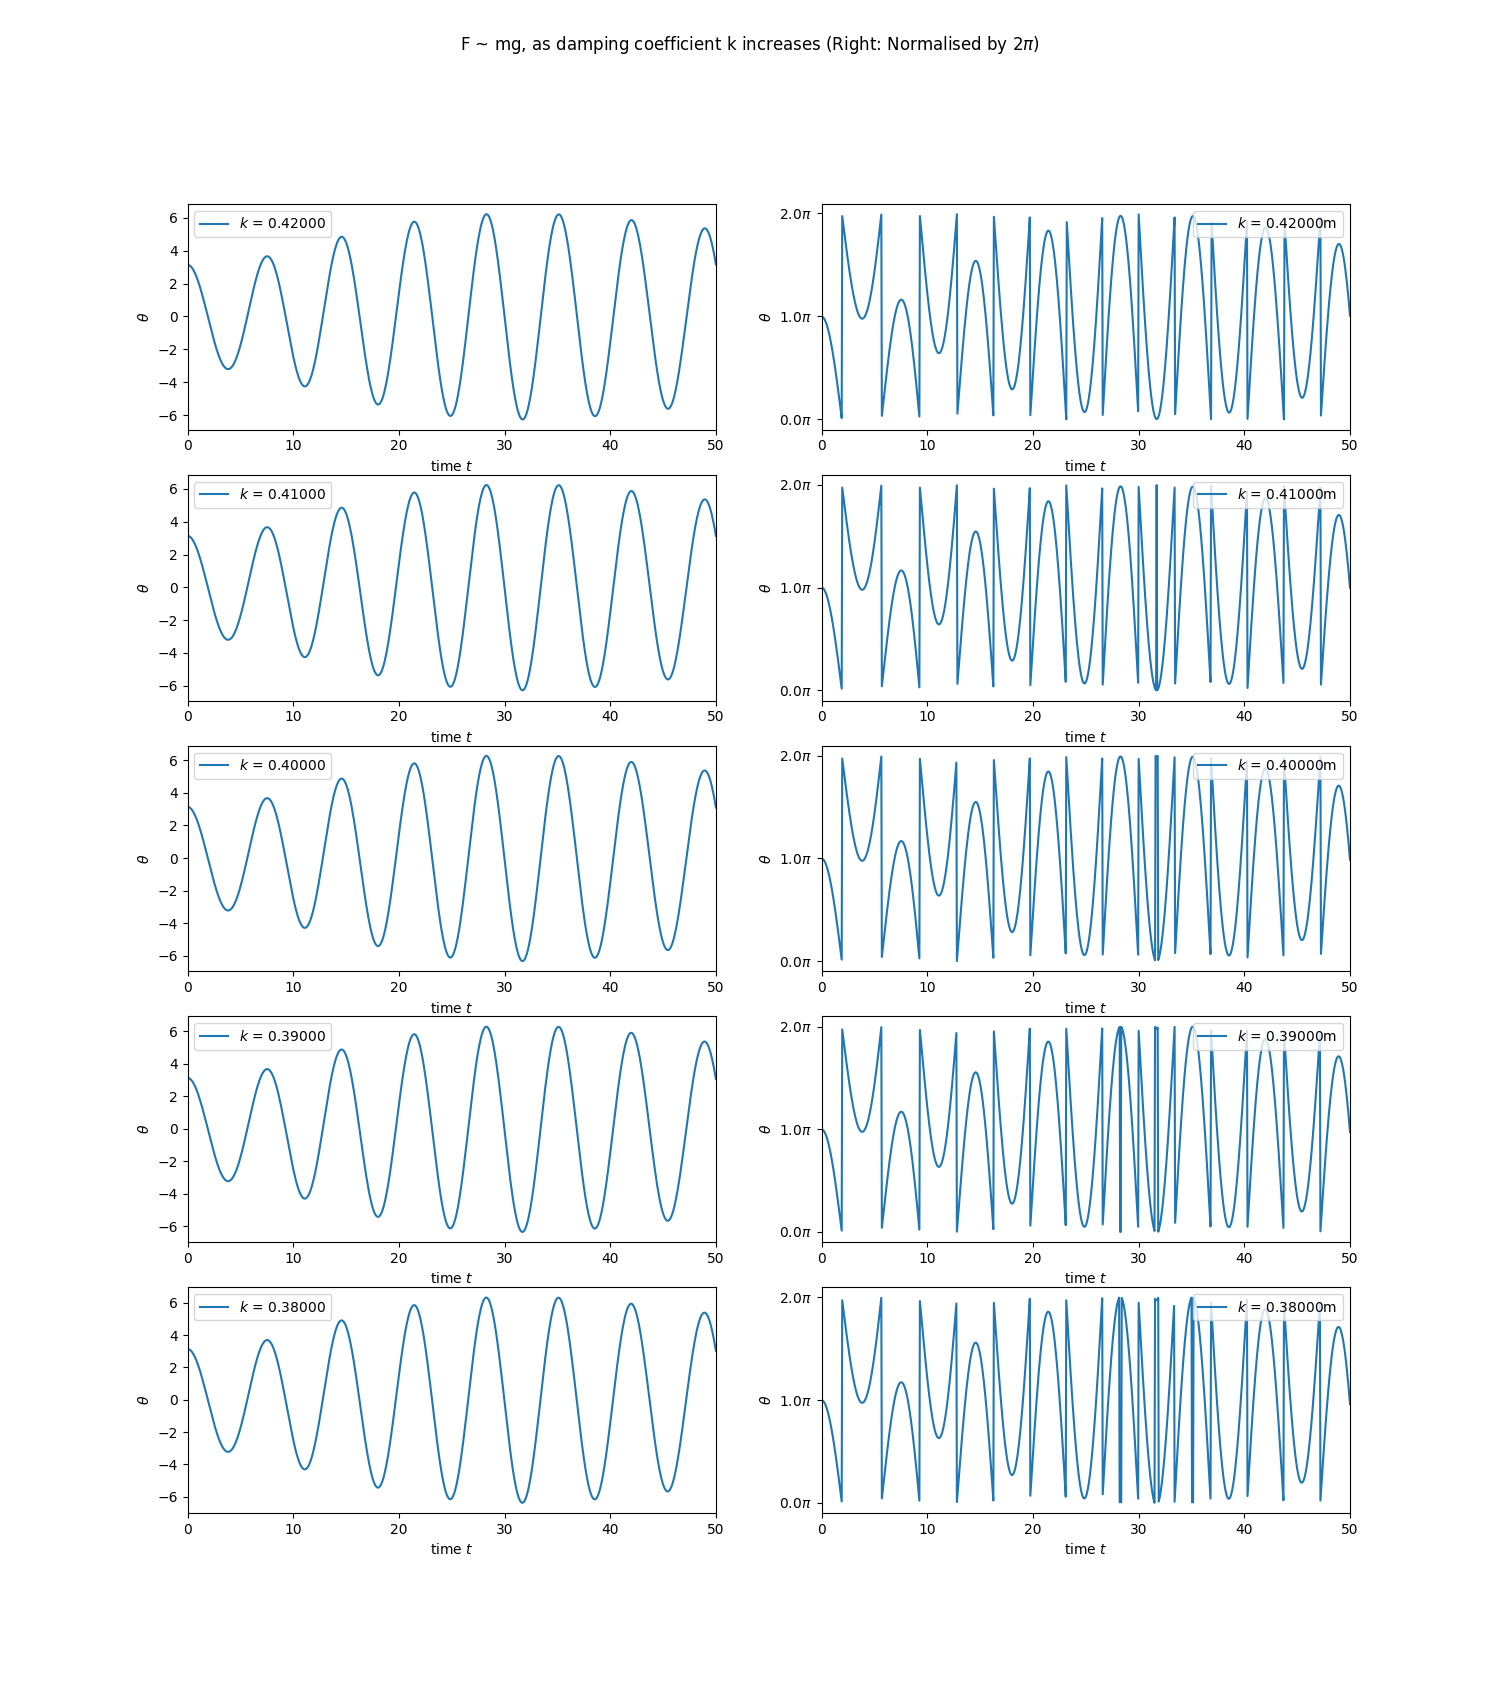 F ~ mg, as damping coefficient k increases (Right: Normalised by 2π)
k = 0.42000
θ
6
4
2
0
−2
−4
−6
0 10 20 30 40 50
time t
k = 0.42000m
θ
2.0π
1.0π
0.0π
0 10 20 30 40 50
time t
k = 0.41000
θ
6
4
2
0
−2
−4
−6
0 10 20 30 40 50
time t
k = 0.41000m
θ
2.0π
1.0π
0.0π
0 10 20 30 40 50
time t
k = 0.40000
θ
6
4
2
0
−2
−4
−6
0 10 20 30 40 50
time t
k = 0.40000m
θ
2.0π
1.0π
0.0π
0 10 20 30 40 50
time t
k = 0.39000
θ
6
4
2
0
−2
−4
−6
0 10 20 30 40 50
time t
k = 0.39000m
θ
2.0π
1.0π
0.0π
0 10 20 30 40 50
time t
k = 0.38000
θ
6
4
2
0
−2
−4
−6
0 10 20 30 40 50
time t
k = 0.38000m
θ
2.0π
1.0π
0.0π
0 10 20 30 40 50
time t